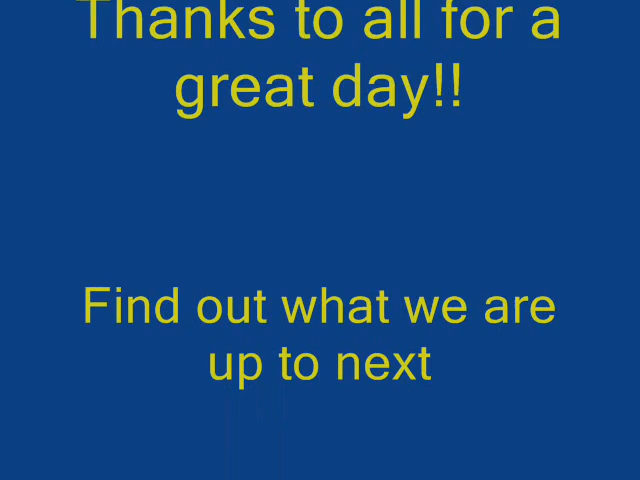 Thanks to all for a
great day!!
Find out what we are
up to next